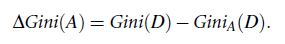 ΔGini(A) = Gini(D) − Gini_A(D).